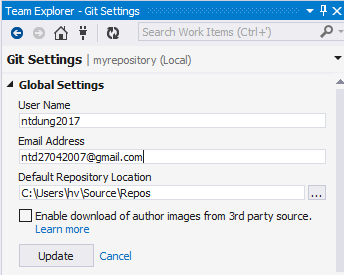 Team Explorer - Git Settings
Search Work Items (Ctrl+')
Git Settings | myrepository (Local)
Global Settings
User Name
ntdung2017
Email Address
ntd27042007@gmail.com
Default Repository Location
C:\Users\hv\Source\Repos
...
Enable download of author images from 3rd party source.
Learn more
Update Cancel